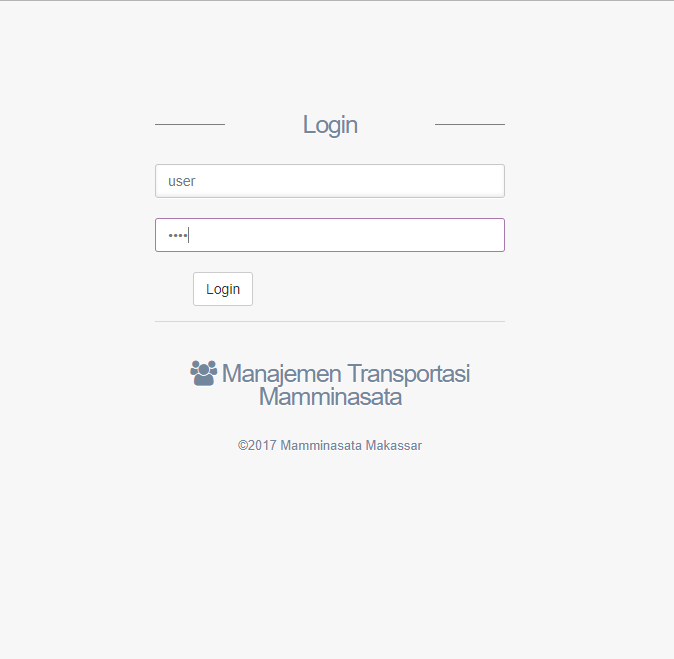 Login
user
••••
Login
Manajemen Transportasi
Mamminasata
©2017 Mamminasata Makassar